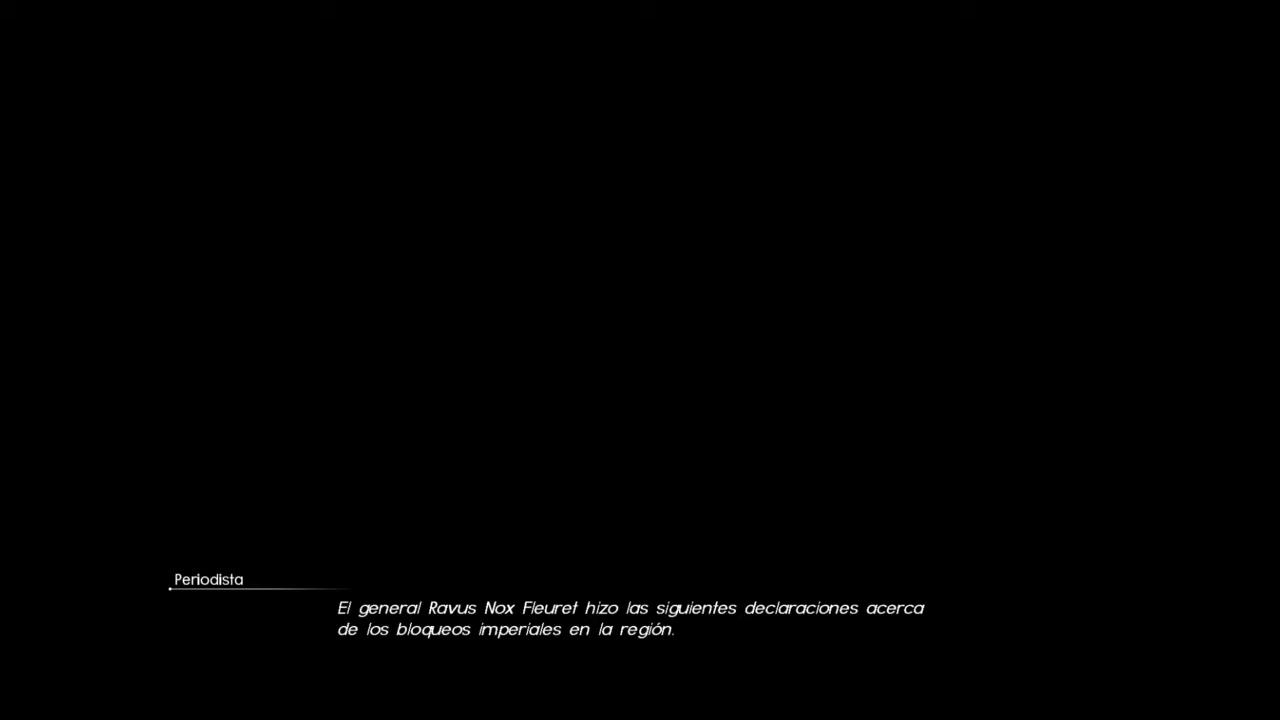 Periodista
El general Ravus Nox Fleuret hizo las siguientes declaraciones acerca
de los bloqueos imperiales en la región.